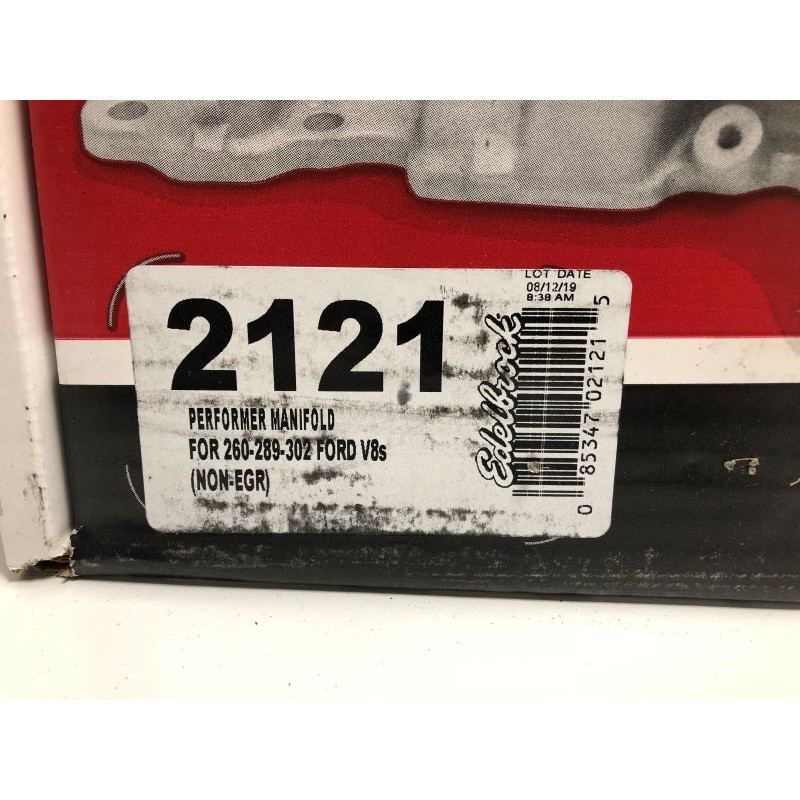 2121
PERFORMER MANIFOLD
FOR 260-289-302 FORD V8s
(NON-EGR)
Edelbrock
LOT DATE
08/12/19
8:38 AM
0 85347 02121 5